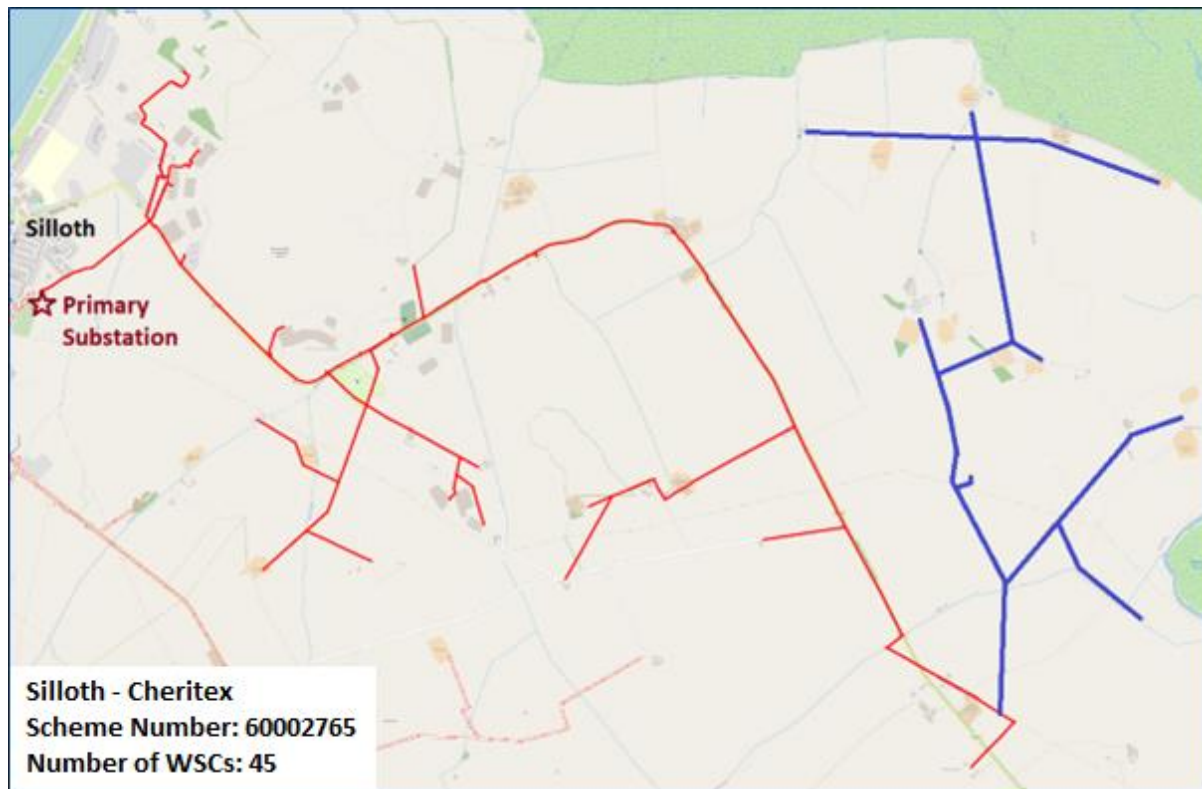 Silloth
Primary
Substation
Silloth - Cheritex
Scheme Number: 60002765
Number of WSCs: 45